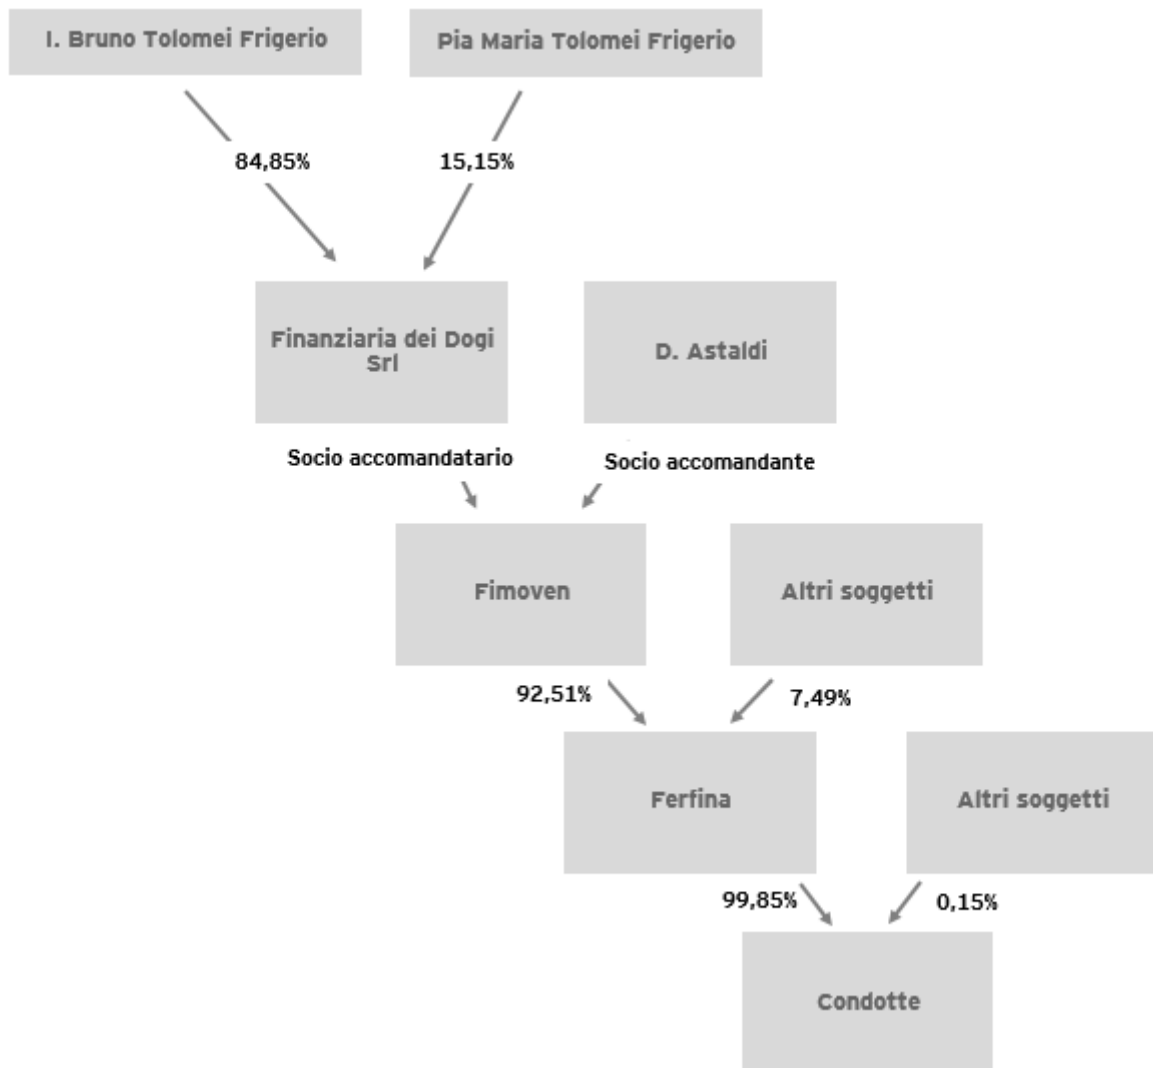 I. Bruno Tolomei Frigerio
Pia Maria Tolomei Frigerio
84,85%
15,15%
Finanziaria dei Dogi
Srl
D. Astaldi
Socio accomandatario
Socio accomandante
Fimoven
Altri soggetti
92,51%
7,49%
Ferfina
Altri soggetti
99,85%
0,15%
Condotte